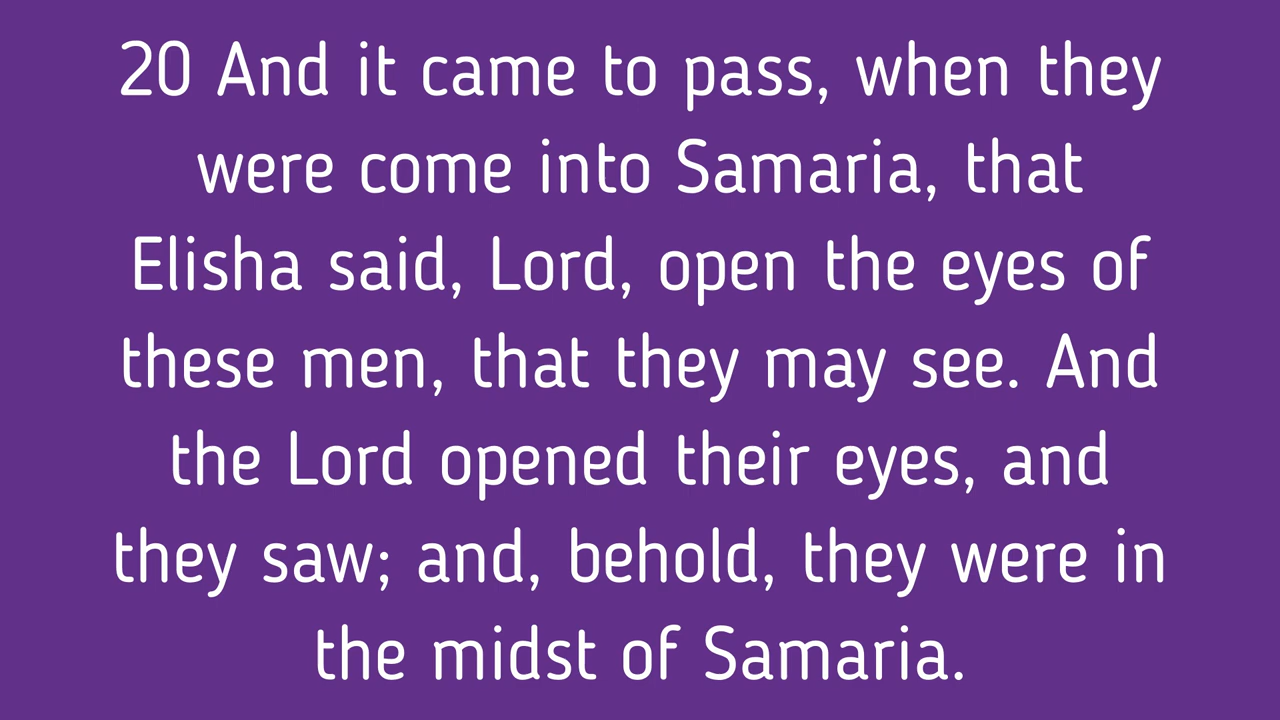 20 And it came to pass, when they
were come into Samaria, that
Elisha said, Lord, open the eyes of
these men, that they may see. And
the Lord opened their eyes, and
they saw; and, behold, they were in
the midst of Samaria.